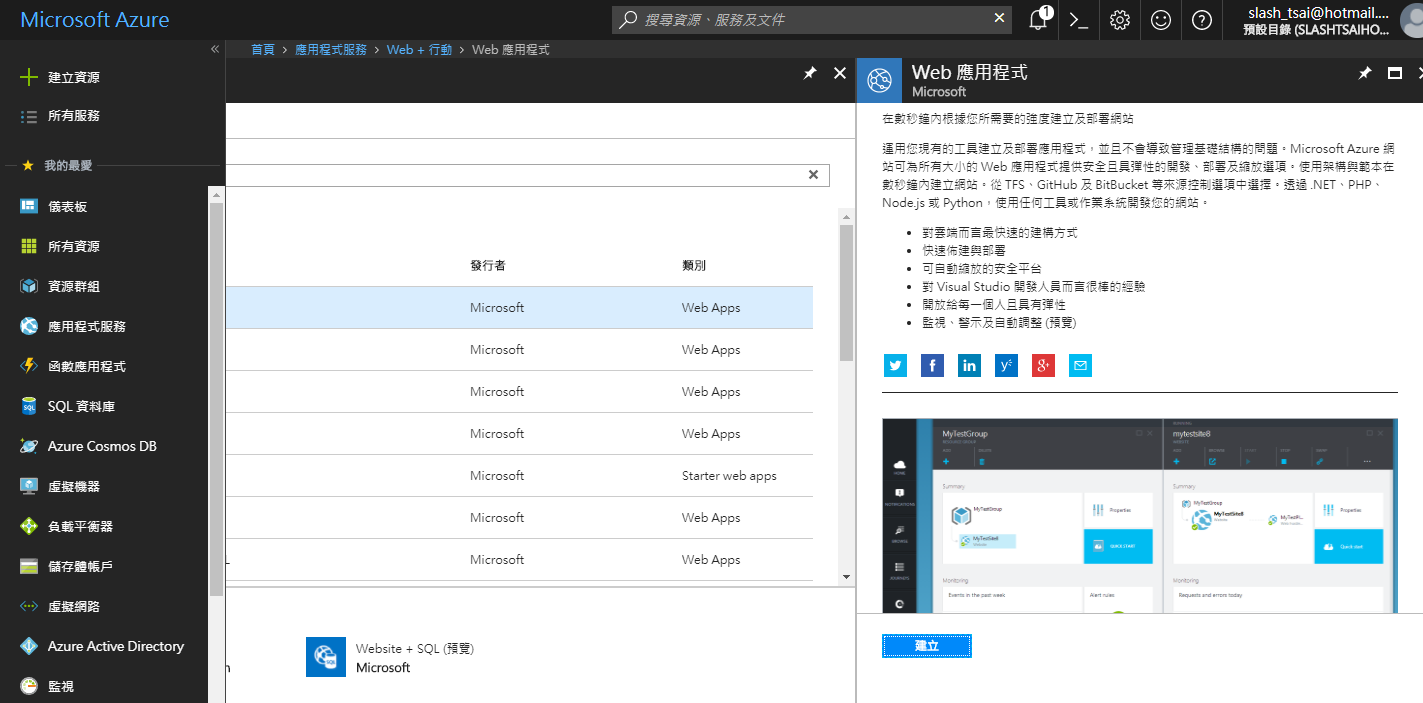 Microsoft Azure
搜尋資源、服務及文件
1
slash_tsai@hotmail....
預設目錄 (SLASHTSAIHO...
首頁 > 應用程式服務 > Web + 行動 > Web 應用程式
建立資源
所有服務
我的最愛
儀表板
所有資源
資源群組
應用程式服務
函數應用程式
SQL 資料庫
Azure Cosmos DB
虛擬機器
負載平衡器
儲存體帳戶
虛擬網路
Azure Active Directory
監視
發行者 類別
Microsoft Web Apps
Microsoft Web Apps
Microsoft Web Apps
Microsoft Web Apps
Microsoft Starter web apps
Microsoft Web Apps
Microsoft Web Apps
Website + SQL (預覽)
Microsoft
Web 應用程式
Microsoft
在數秒鐘內根據您所需要的強度建立及部署網站
運用您現有的工具建立及部署應用程式，並且不會導致管理基礎結構的問題。Microsoft Azure 網
站可為所有大小的 Web 應用程式提供安全且具彈性的開發、部署及縮放選項。使用架構與範本在
數秒鐘內建立網站。從 TFS、GitHub 及 BitBucket 等來源控制選項中選擇。透過 .NET、PHP、
Node.js 或 Python，使用任何工具或作業系統開發您的網站。
對雲端而言最快速的建構方式
快速佈建與部署
可自動縮放的安全平台
對 Visual Studio 開發人員而言很棒的經驗
開放給每一個人且具有彈性
監視、警示及自動調整 (預覽)
MyTestGroup
mytestsite8
Summary
MyTestGroup
MyTestSite8
Properties
QUICK START
Monitoring
Events in the past week
Alert rules
Summary
MyTestGroup
MyTestSite8
MyTestPl...
Properties
Quick start
Monitoring
Requests and errors today
建立